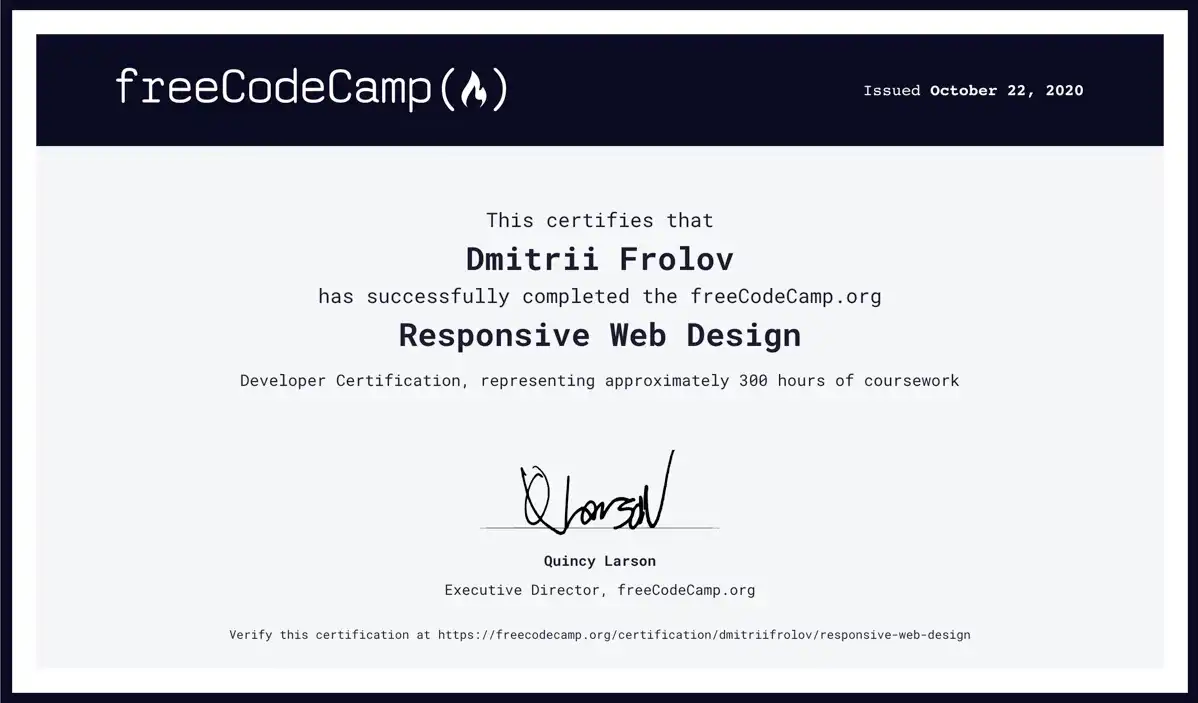 freeCodeCamp(🔥)
Issued October 22, 2020
This certifies that
Dmitrii Frolov
has successfully completed the freeCodeCamp.org
Responsive Web Design
Developer Certification, representing approximately 300 hours of coursework
Q Larson
Quincy Larson
Executive Director, freeCodeCamp.org
Verify this certification at https://freecodecamp.org/certification/dmitriifrolov/responsive-web-design